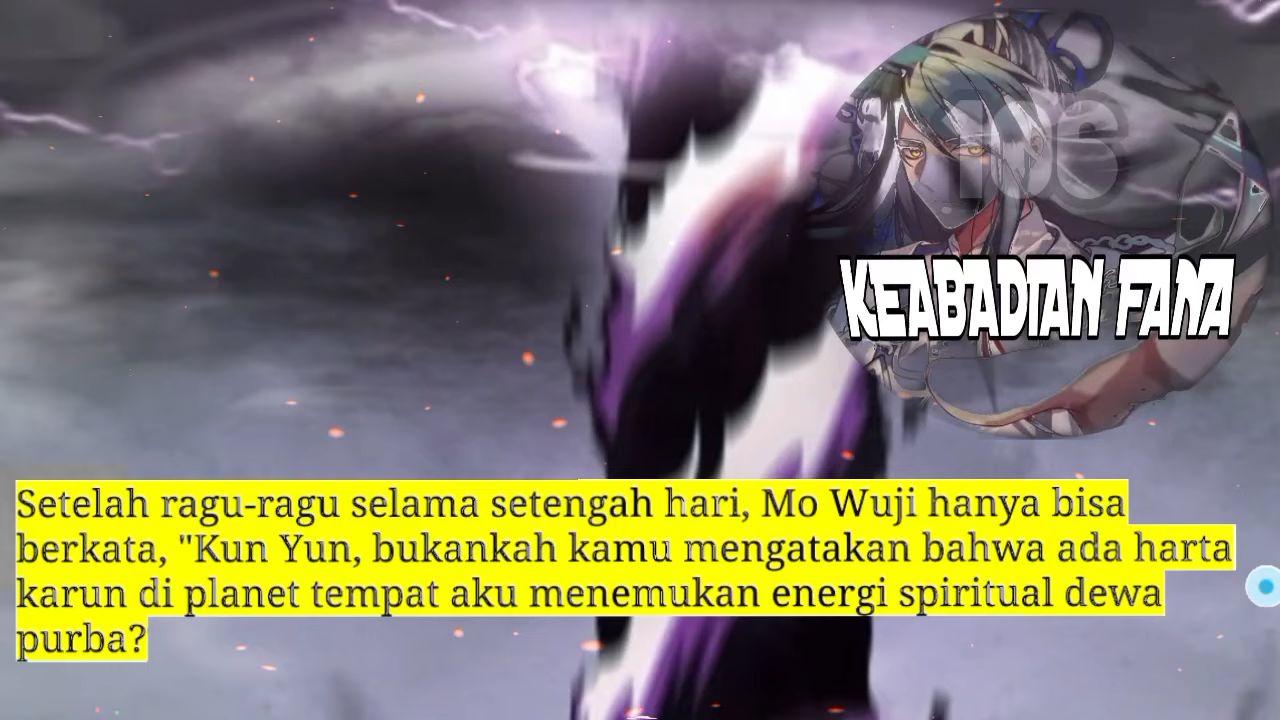 106
KEABADIAN FANA
Setelah ragu-ragu selama setengah hari, Mo Wuji hanya bisa
berkata, "Kun Yun, bukankah kamu mengatakan bahwa ada harta
karun di planet tempat aku menemukan energi spiritual dewa
purba?